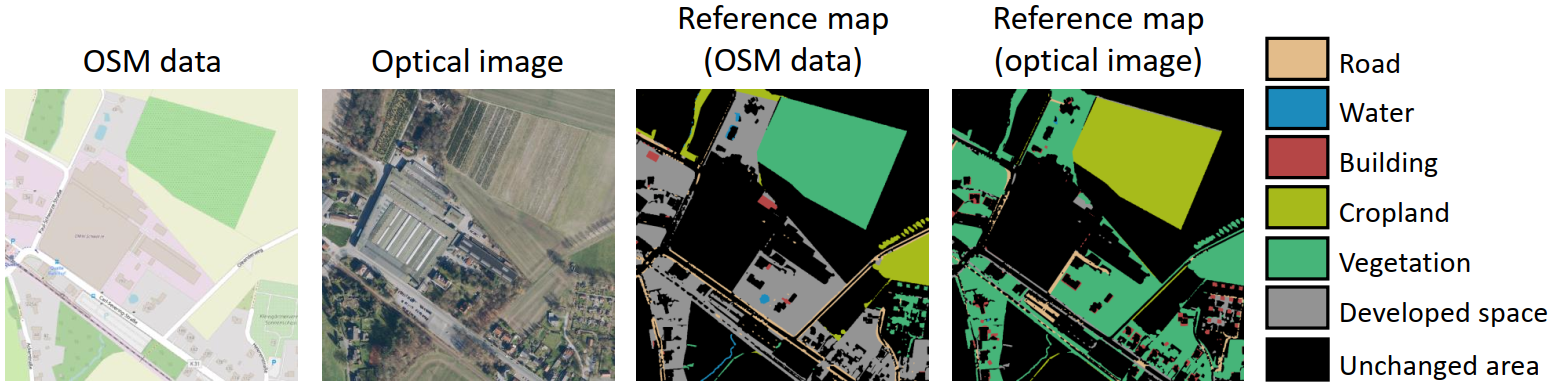 OSM data
Optical image
Reference map
(OSM data)
Reference map
(optical image)
Road
Water
Building
Cropland
Vegetation
Developed space
Unchanged area
K 31